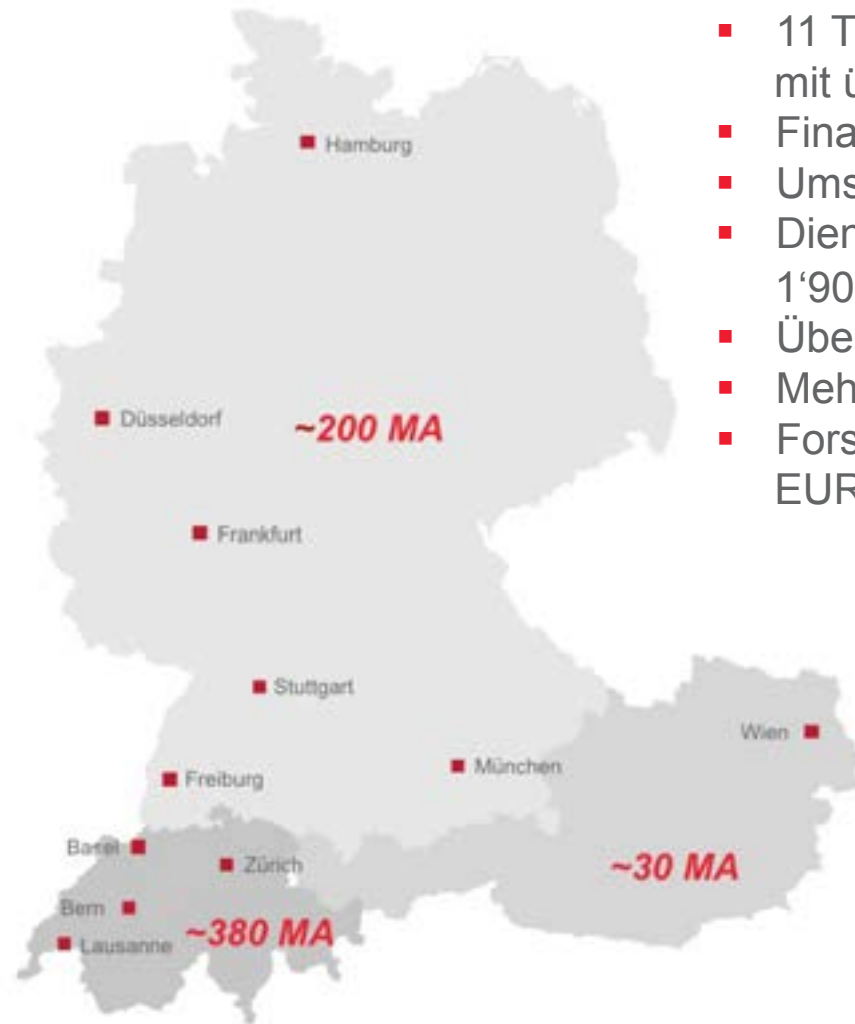 11 T
mit ü
Fina
Ums
Dien
1‘90
Übe
Meh
Fors
EUR
Hamburg
Düsseldorf
~200 MA
Frankfurt
Stuttgart
Wien
München
Freiburg
Basel
Zürich
~30 MA
Bern
~380 MA
Lausanne